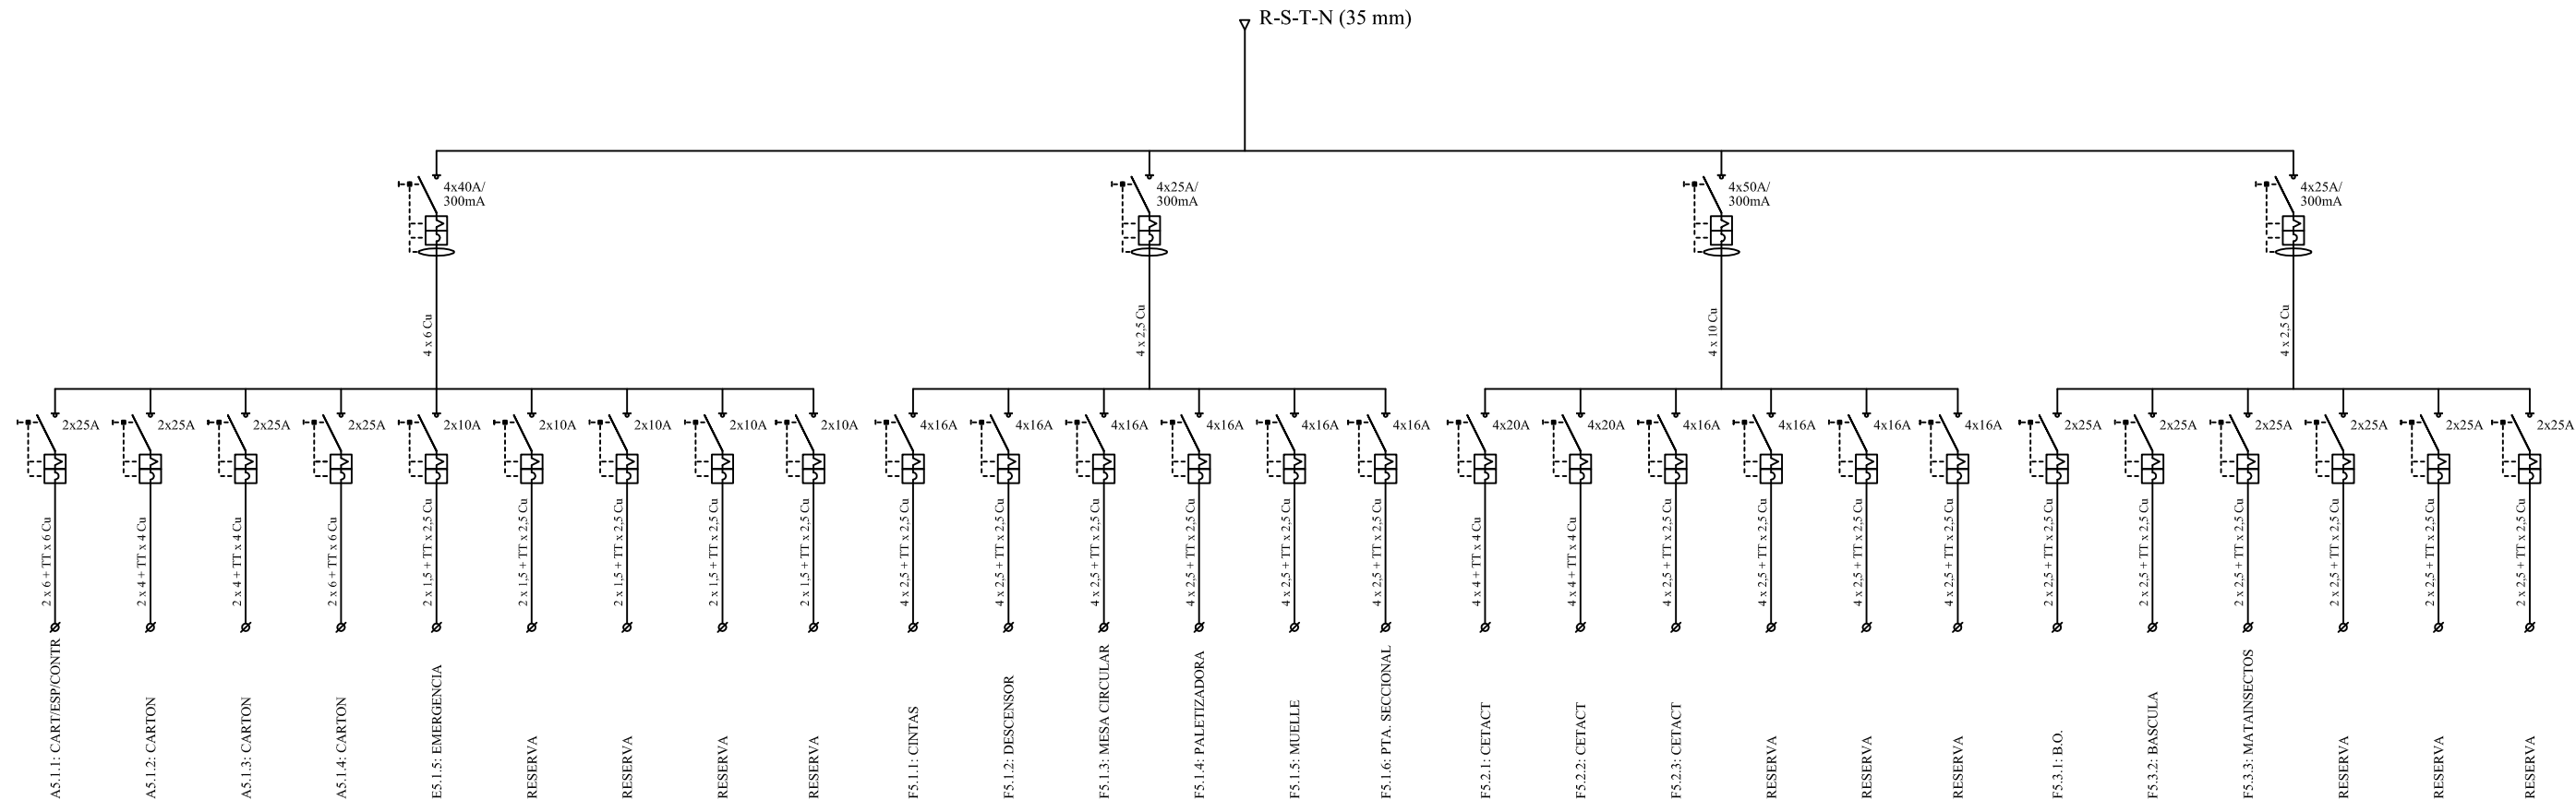 R-S-T-N (35 mm)
4x40A/
300mA
4x25A/
300mA
4x50A/
300mA
4x25A/
300mA
4 x 6 Cu
4 x 2,5 Cu
4 x 10 Cu
4 x 2,5 Cu
2x25A
2x25A
2x25A
2x25A
2x10A
2x10A
2x10A
2x10A
2x10A
4x16A
4x16A
4x16A
4x16A
4x16A
4x16A
4x20A
4x20A
4x16A
4x16A
4x16A
4x16A
2x25A
2x25A
2x25A
2x25A
2x25A
2x25A
2 x 6 + TT x 6 Cu
2 x 4 + TT x 4 Cu
2 x 4 + TT x 4 Cu
2 x 6 + TT x 6 Cu
2 x 1,5 + TT x 2,5 Cu
2 x 1,5 + TT x 2,5 Cu
2 x 1,5 + TT x 2,5 Cu
2 x 1,5 + TT x 2,5 Cu
2 x 1,5 + TT x 2,5 Cu
4 x 2,5 + TT x 2,5 Cu
4 x 2,5 + TT x 2,5 Cu
4 x 2,5 + TT x 2,5 Cu
4 x 2,5 + TT x 2,5 Cu
4 x 2,5 + TT x 2,5 Cu
4 x 2,5 + TT x 2,5 Cu
4 x 4 + TT x 4 Cu
4 x 4 + TT x 4 Cu
4 x 2,5 + TT x 2,5 Cu
4 x 2,5 + TT x 2,5 Cu
4 x 2,5 + TT x 2,5 Cu
4 x 2,5 + TT x 2,5 Cu
2 x 2,5 + TT x 2,5 Cu
2 x 2,5 + TT x 2,5 Cu
2 x 2,5 + TT x 2,5 Cu
2 x 2,5 + TT x 2,5 Cu
2 x 2,5 + TT x 2,5 Cu
2 x 2,5 + TT x 2,5 Cu
A5.1.1: CART/ESP/CONTR
A5.1.2: CARTON
A5.1.3: CARTON
A5.1.4: CARTON
E5.1.5: EMERGENCIA
RESERVA
RESERVA
RESERVA
RESERVA
F5.1.1: CINTAS
F5.1.2: DESCENSOR
F5.1.3: MESA CIRCULAR
F5.1.4: PALETIZADORA
F5.1.5: MUELLE
F5.1.6: PTA. SECCIONAL
F5.2.1: CETACT
F5.2.2: CETACT
F5.2.3: CETACT
RESERVA
RESERVA
RESERVA
F5.3.1: B.O.
F5.3.2: BASCULA
F5.3.3: MATAINSECTOS
RESERVA
RESERVA
RESERVA